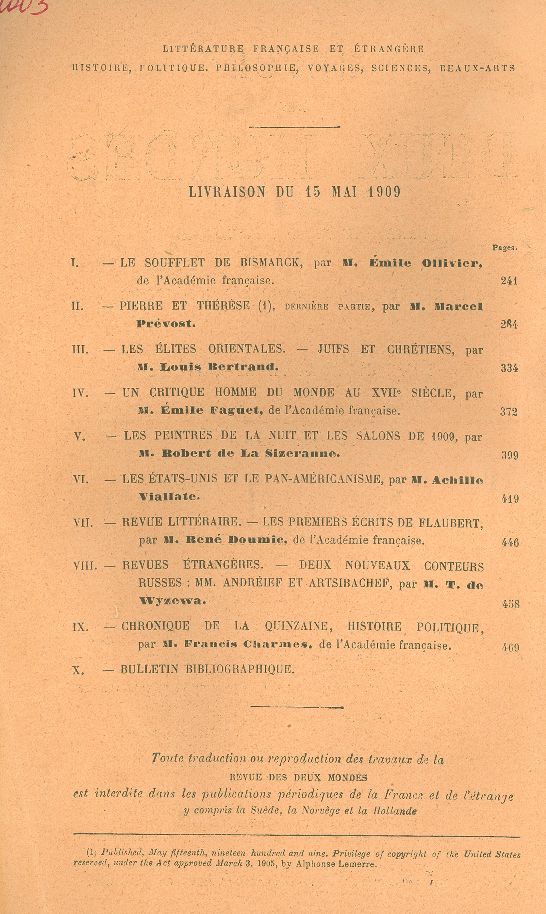 LITTÉRATURE FRANÇAISE ET ÉTRANGÈRE
HISTOIRE, POLITIQUE, PHILOSOPHIE, VOYAGES, SCIENCES, BEAUX-ARTS
LIVRAISON DU 15 MAI 1909
Pages.
I. — LE SOUFFLET DE BISMARCK, par M. Émile Ollivier,
de l'Académie française. 241
II. — PIERRE ET THÉRÈSE (1), DERNIÈRE PARTIE, par M. Marcel
Prévost. 284
III. — LES ÉLITES ORIENTALES. — JUIFS ET CHRÉTIENS, par
M. Louis Bertrand. 334
IV. — UN CRITIQUE HOMME DU MONDE AU XVIIe SIÈCLE, par
M. Émile Faguet, de l'Académie française. 372
V. — LES PEINTRES DE LA NUIT ET LES SALONS DE 1909, par
M. Robert de La Sizeranne. 399
VI. — LES ÉTATS-UNIS ET LE PAN-AMÉRICANISME, par M. Achille
Viallate. 419
VII. — REVUE LITTÉRAIRE. — LES PREMIERS ÉCRITS DE FLAUBERT,
par M. René Doumic, de l'Académie française. 446
VIII. — REVUES ÉTRANGÈRES. — DEUX NOUVEAUX CONTEURS
RUSSES : MM. ANDRÉIEF ET ARTSIBACHEF, par M. T. de
Wyzewa. 458
IX. — CHRONIQUE DE LA QUINZAINE, HISTOIRE POLITIQUE,
par M. Francis Charmes, de l'Académie française. 469
X. — BULLETIN BIBLIOGRAPHIQUE.
Toute traduction ou reproduction des travaux de la
REVUE DES DEUX MONDES
est interdite dans les publications périodiques de la France et de l'étrange
y compris la Suède, la Norvège et la Hollande
(1) Published, May fifteenth, nineteen hundred and nine. Privilege of copyright of the United States
reserved, under the Act approved March 3, 1905, by Alphonse Lemerre.